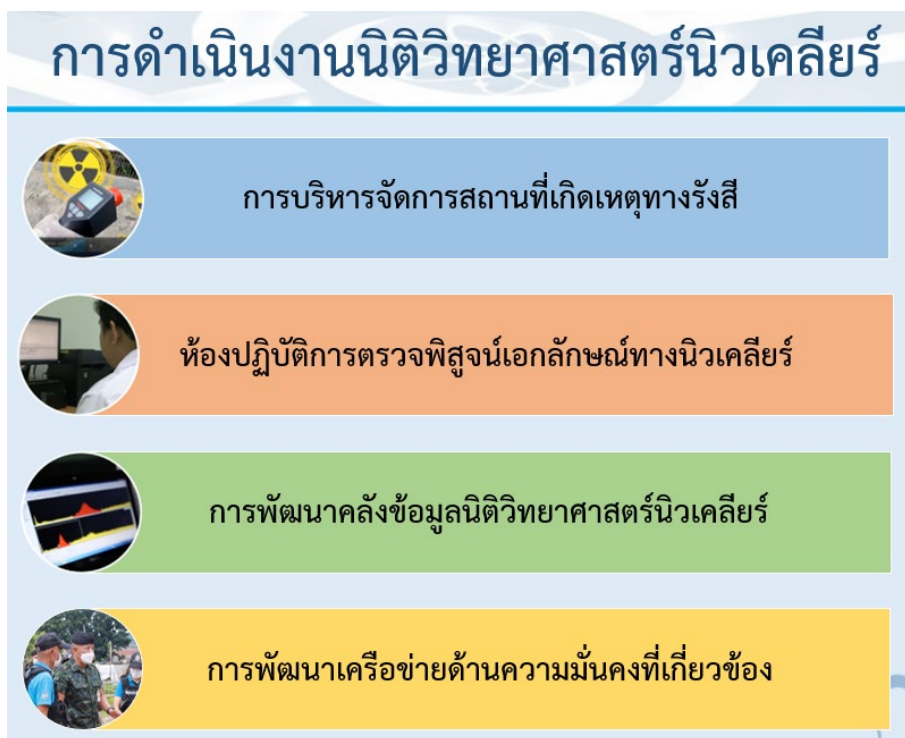 การดำเนินงานนิติวิทยาศาสตร์นิวเคลียร์
การบริหารจัดการสถานที่เกิดเหตุทางรังสี
ห้องปฏิบัติการตรวจพิสูจน์เอกลักษณ์ทางนิวเคลียร์
การพัฒนาคลังข้อมูลนิติวิทยาศาสตร์นิวเคลียร์
การพัฒนาเครือข่ายด้านความมั่นคงที่เกี่ยวข้อง